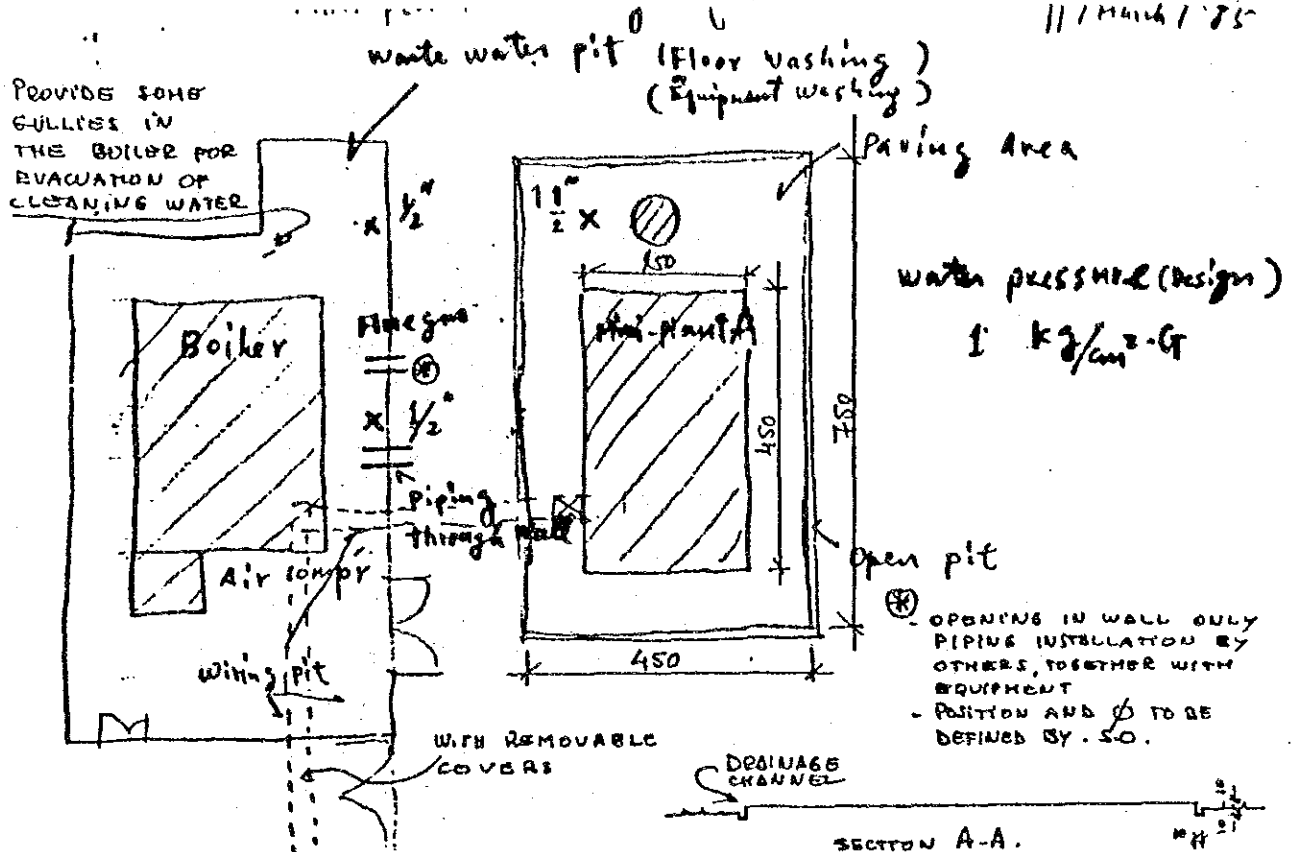 11 / March / '85
waste water pit (Floor washing)
(Equipment washing)
PROVIDE SOME
GULLIES IN
THE BOILER FOR
EVACUATION OF
CLEANING WATER
Paving Area
1/2"
1 1/2"
x
x
150
water pressure (Design)
1 kg/cm²·G
Boiler
Flue gas
Mini-plant A
*
x 1/2"
450
750
Piping
through wall
Air compr
Open pit
*
- OPENING IN WALL ONLY
PIPING INSTALLATION BY
OTHERS, TOGETHER WITH
EQUIPMENT
- POSITION AND Ø TO BE
DEFINED BY. S.O.
450
Wiring pit
WITH REMOVABLE
COVERS
DRAINAGE
CHANNEL
SECTION A-A.